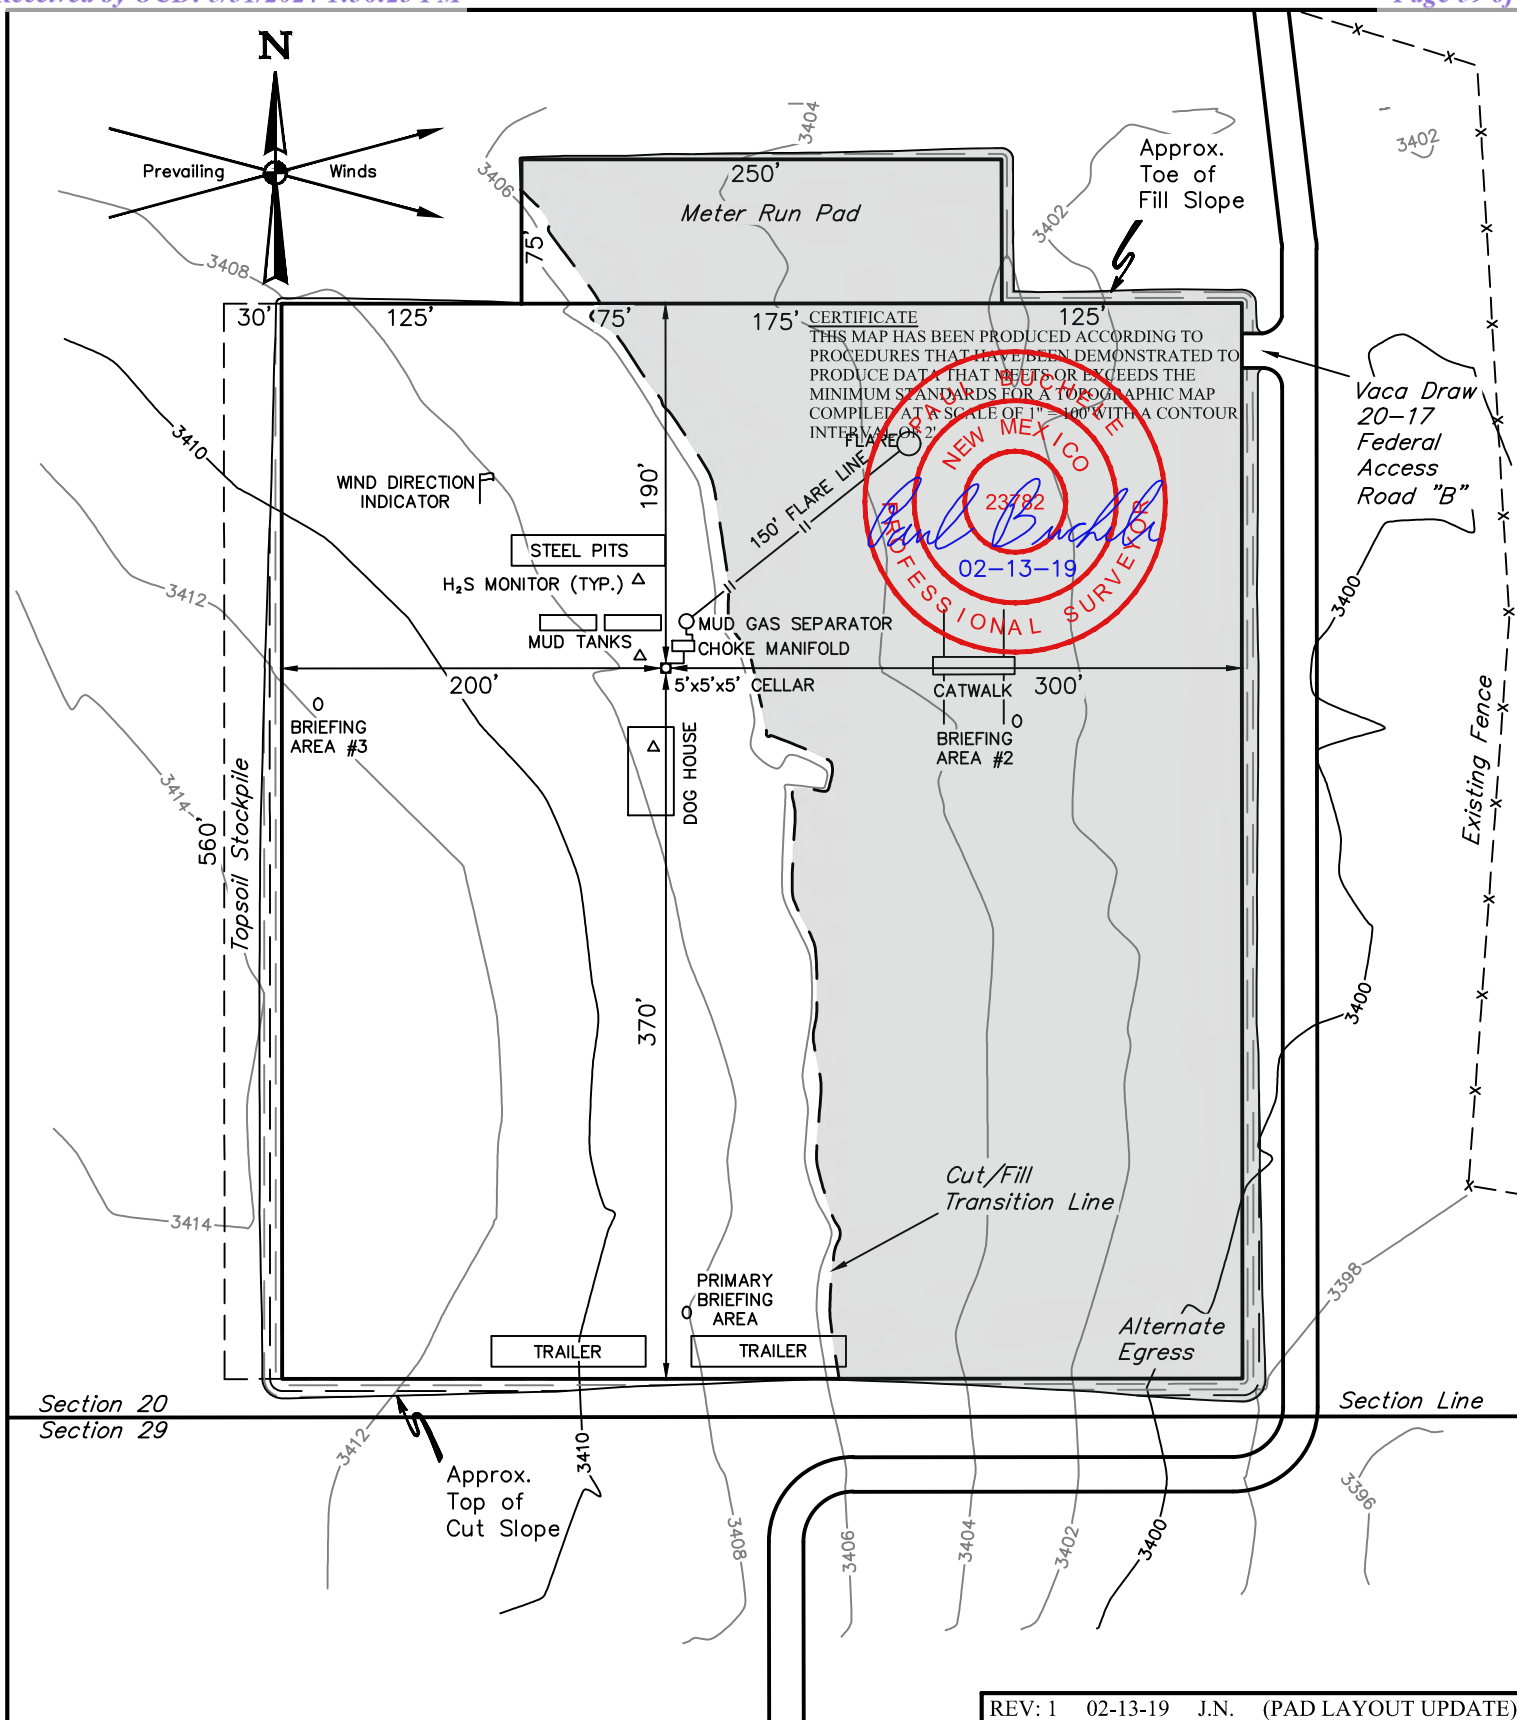 N
Prevailing Winds
3404
3402
3406
3402
3408
Approx.
Toe of
Fill Slope
250'
Meter Run Pad
75'
30'
125'
75'
175'
125'
CERTIFICATE
THIS MAP HAS BEEN PRODUCED ACCORDING TO
PROCEDURES THAT HAVE BEEN DEMONSTRATED TO
PRODUCE DATA THAT MEETS OR EXCEEDS THE
MINIMUM STANDARDS FOR A TOPOGRAPHIC MAP
COMPILED AT A SCALE OF 1" = 100' WITH A CONTOUR
INTERVAL OF 2'.
PAUL BUCHELE
NEW MEXICO
23782
PROFESSIONAL SURVEYOR
Paul Buchele
02-13-19
Vaca Draw
20-17
Federal
Access
Road "B"
3410
WIND DIRECTION
INDICATOR
190'
FLARE
150' FLARE LINE
STEEL PITS
H₂S MONITOR (TYP.)
3412
MUD TANKS
MUD GAS SEPARATOR
CHOKE MANIFOLD
3400
200'
5'x5'x5' CELLAR
CATWALK
300'
BRIEFING
AREA #3
BRIEFING
AREA #2
DOG HOUSE
3414
560'
Topsoil Stockpile
Existing Fence
370'
3400
Cut/Fill
Transition Line
3414
PRIMARY
BRIEFING
AREA
3398
TRAILER
TRAILER
Alternate
Egress
Section 20
Section 29
Section Line
3412
3410
Approx.
Top of
Cut Slope
3408
3406
3404
3402
3400
3396
REV: 1 02-13-19 J.N. (PAD LAYOUT UPDATE)